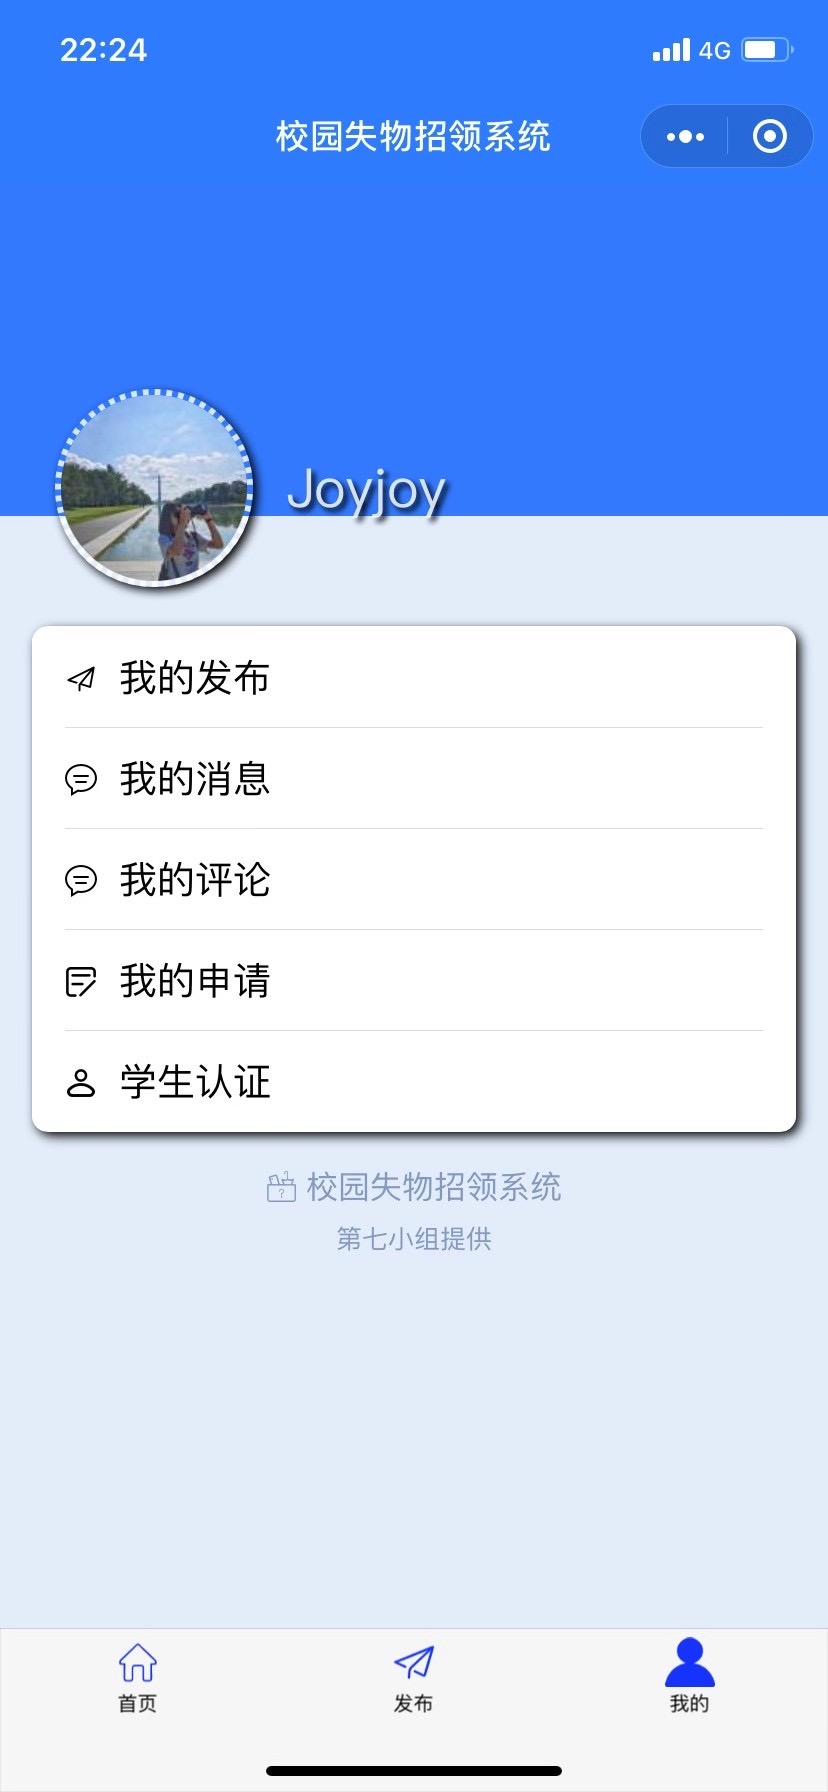 22:24
4G
校园失物招领系统
Joyjoy
我的发布
我的消息
我的评论
我的申请
学生认证
校园失物招领系统
第七小组提供
首页
发布
我的